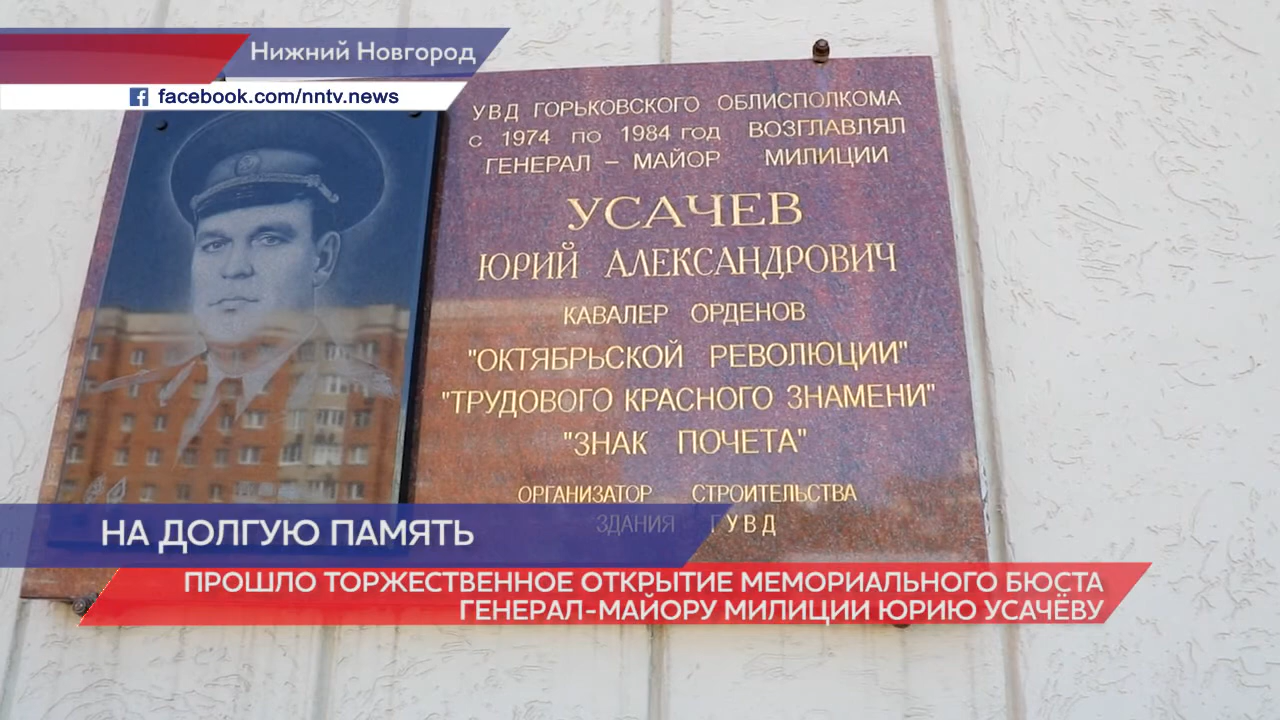 Нижний Новгород
facebook.com/nntv.news
УВД ГОРЬКОВСКОГО ОБЛИСПОЛКОМА
С 1974 ПО 1984 ГОД ВОЗГЛАВЛЯЛ
ГЕНЕРАЛ – МАЙОР МИЛИЦИИ
УСАЧЕВ
ЮРИЙ АЛЕКСАНДРОВИЧ
КАВАЛЕР ОРДЕНОВ
"ОКТЯБРЬСКОЙ РЕВОЛЮЦИИ"
"ТРУДОВОГО КРАСНОГО ЗНАМЕНИ"
"ЗНАК ПОЧЕТА"
ОРГАНИЗАТОР СТРОИТЕЛЬСТВА
ЗДАНИЯ ГУВД
НА ДОЛГУЮ ПАМЯТЬ
ПРОШЛО ТОРЖЕСТВЕННОЕ ОТКРЫТИЕ МЕМОРИАЛЬНОГО БЮСТА
ГЕНЕРАЛ-МАЙОРУ МИЛИЦИИ ЮРИЮ УСАЧЁВУ